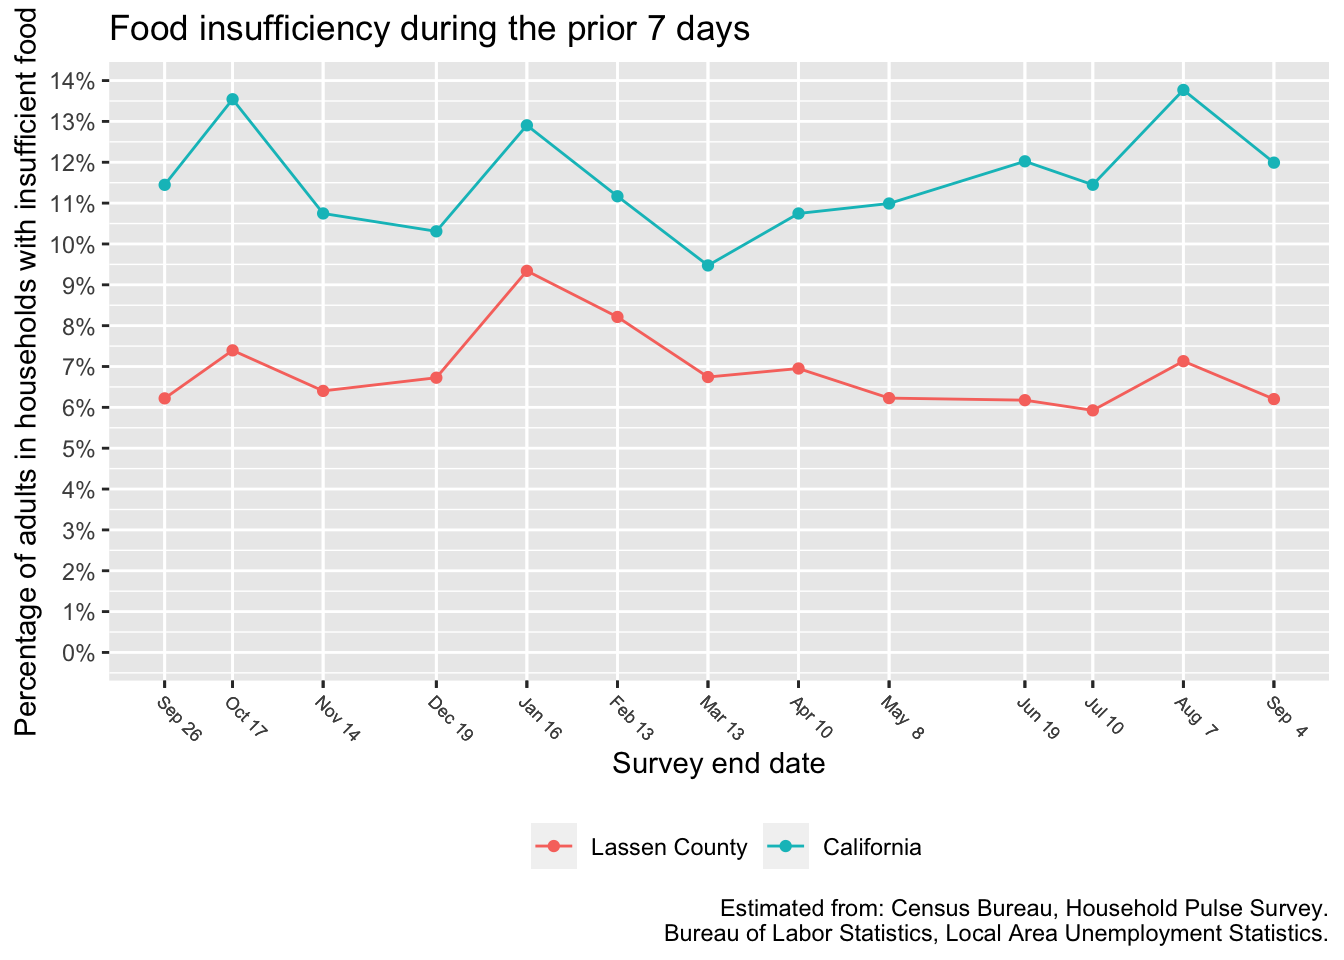 Food insufficiency during the prior 7 days
Percentage of adults in households with insufficient food
14%
13%
12%
11%
10%
9%
8%
7%
6%
5%
4%
3%
2%
1%
0%
Sep 26
Oct 17
Nov 14
Dec 19
Jan 16
Feb 13
Mar 13
Apr 10
May 8
Jun 19
Jul 10
Aug 7
Sep 4
Survey end date
Lassen County
California
Estimated from: Census Bureau, Household Pulse Survey.
Bureau of Labor Statistics, Local Area Unemployment Statistics.